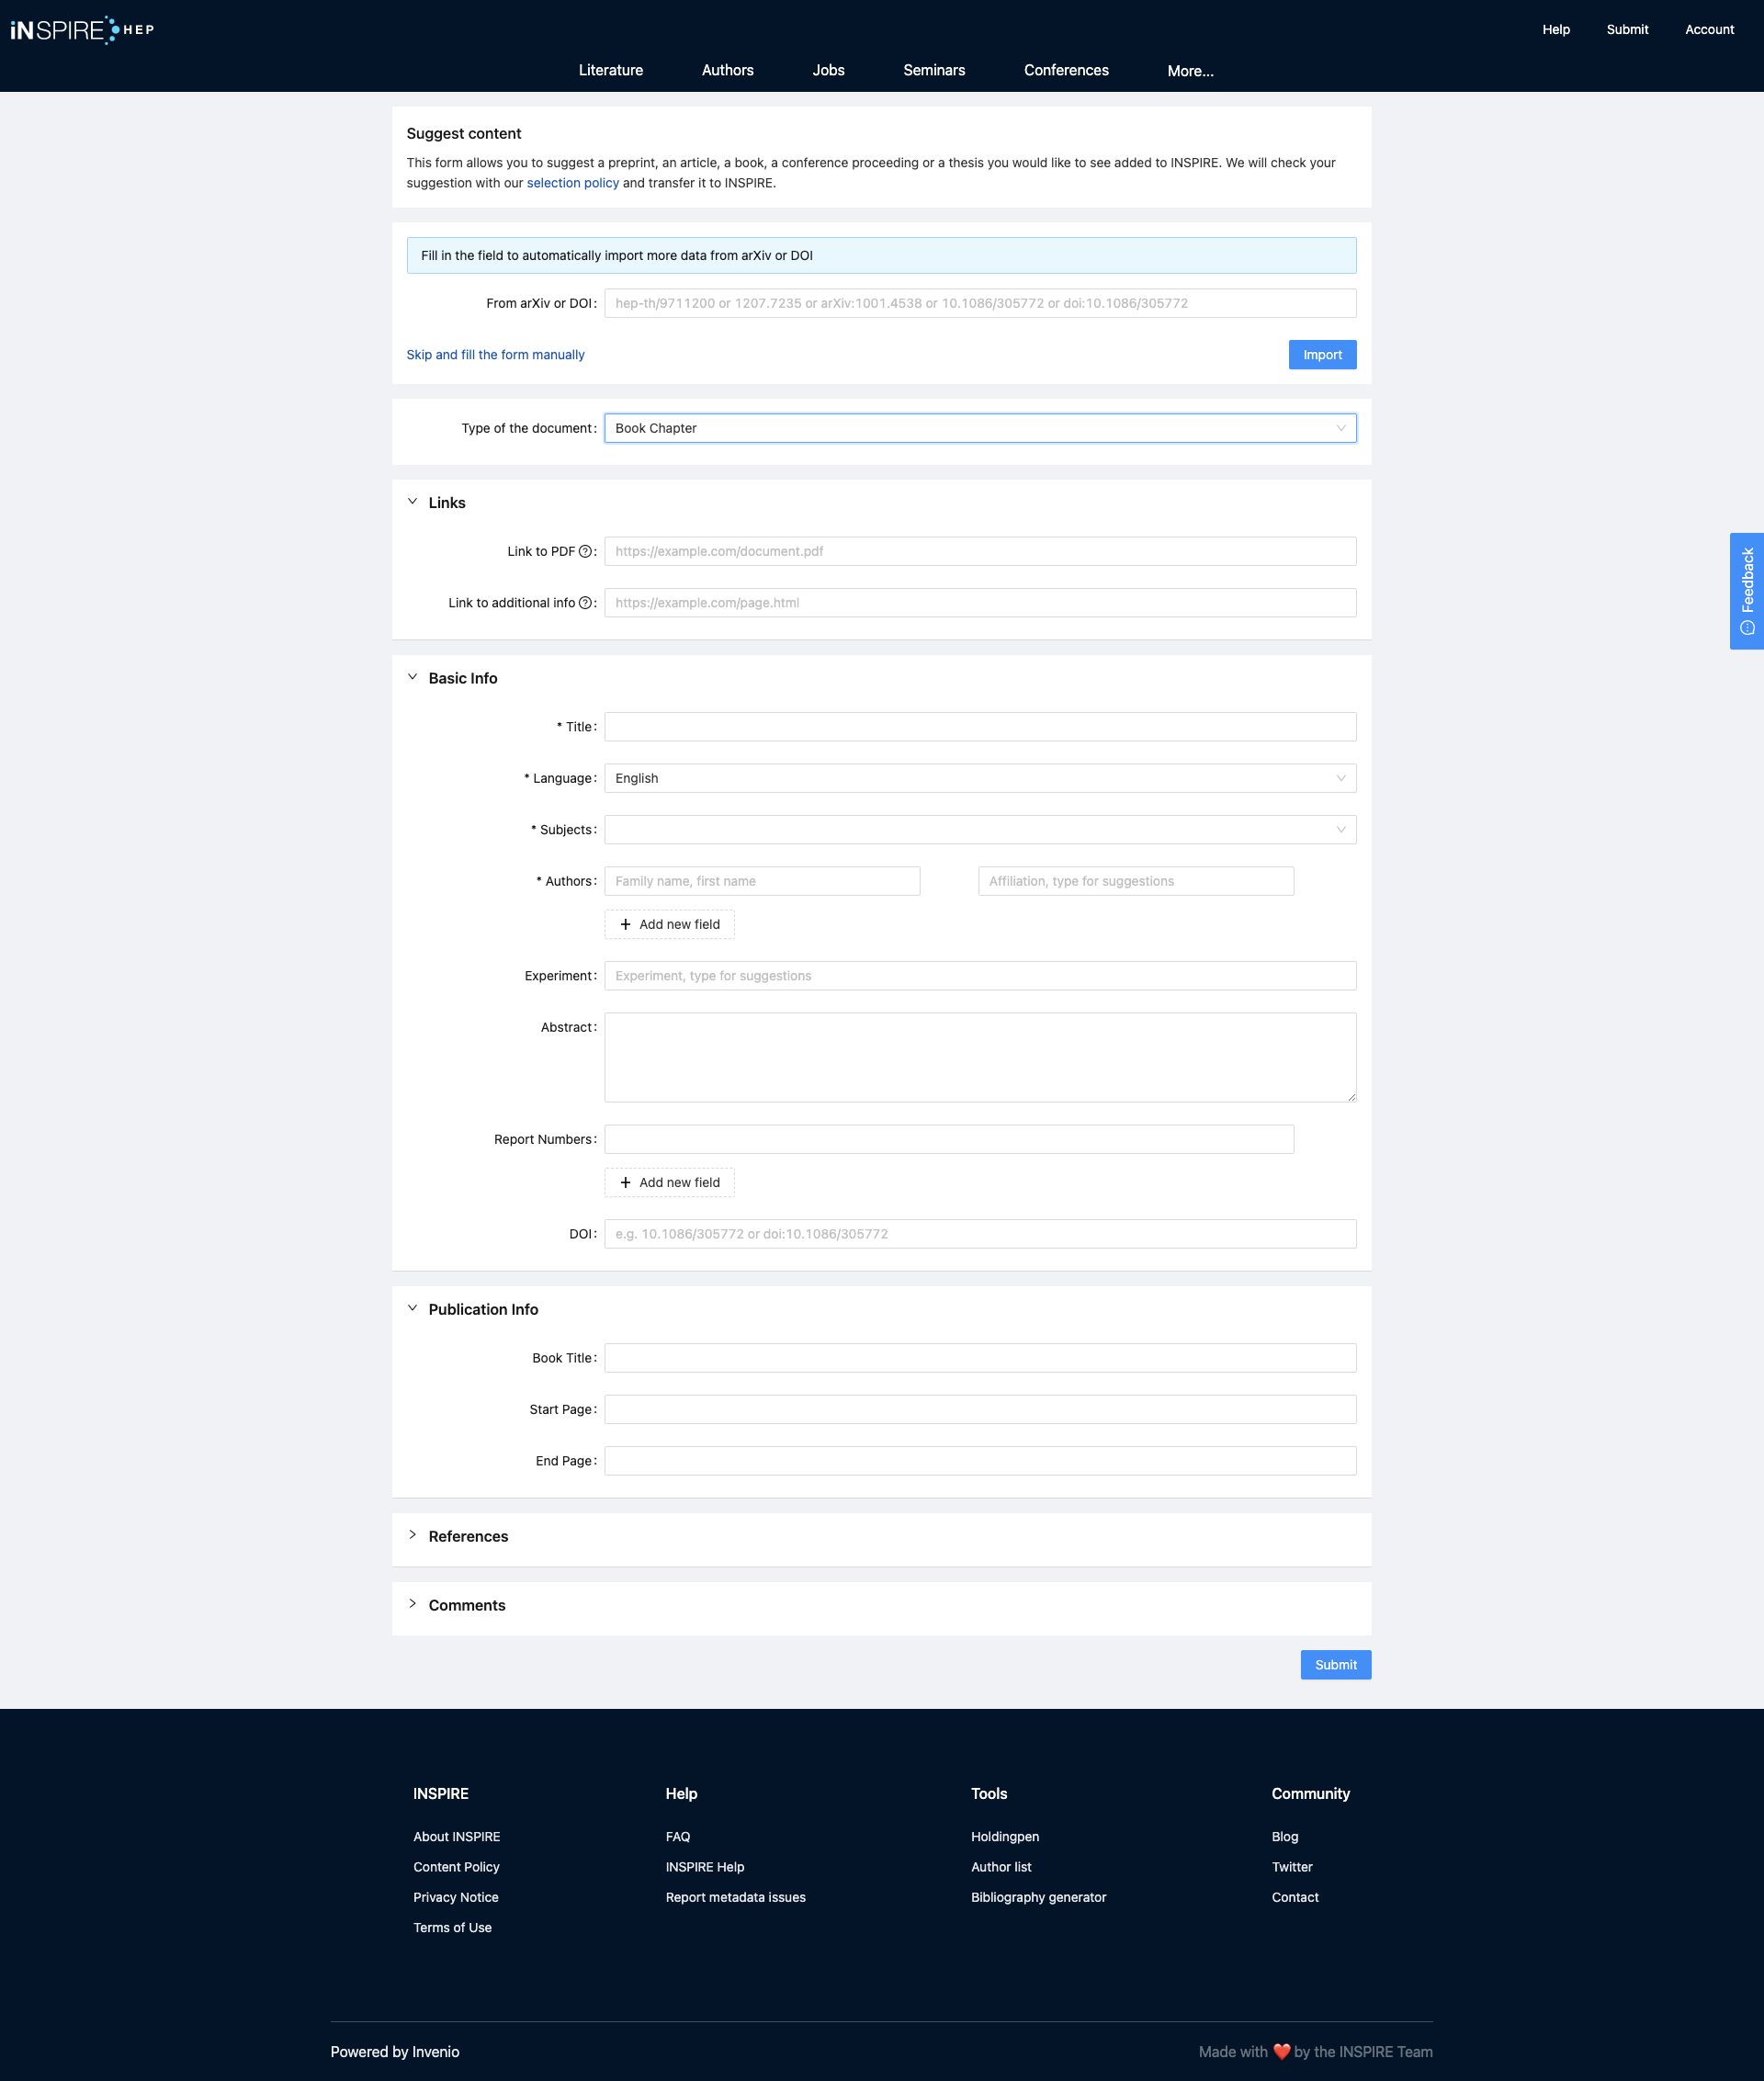 iNSPIRE HEP
Help Submit Account
Literature Authors Jobs Seminars Conferences More...
Suggest content
This form allows you to suggest a preprint, an article, a book, a conference proceeding or a thesis you would like to see added to INSPIRE. We will check your
suggestion with our selection policy and transfer it to INSPIRE.
Fill in the field to automatically import more data from arXiv or DOI
From arXiv or DOI: hep-th/9711200 or 1207.7235 or arXiv:1001.4538 or 10.1086/305772 or doi:10.1086/305772
Skip and fill the form manually Import
Type of the document: Book Chapter
Links
Link to PDF : https://example.com/document.pdf
Link to additional info : https://example.com/page.html
Feedback
Basic Info
* Title:
* Language: English
* Subjects:
* Authors: Family name, first name Affiliation, type for suggestions
+ Add new field
Experiment: Experiment, type for suggestions
Abstract:
Report Numbers:
+ Add new field
DOI: e.g. 10.1086/305772 or doi:10.1086/305772
Publication Info
Book Title:
Start Page:
End Page:
References
Comments
Submit
INSPIRE Help Tools Community
About INSPIRE FAQ Holdingpen Blog
Content Policy INSPIRE Help Author list Twitter
Privacy Notice Report metadata issues Bibliography generator Contact
Terms of Use
Powered by Invenio Made with ❤️ by the INSPIRE Team